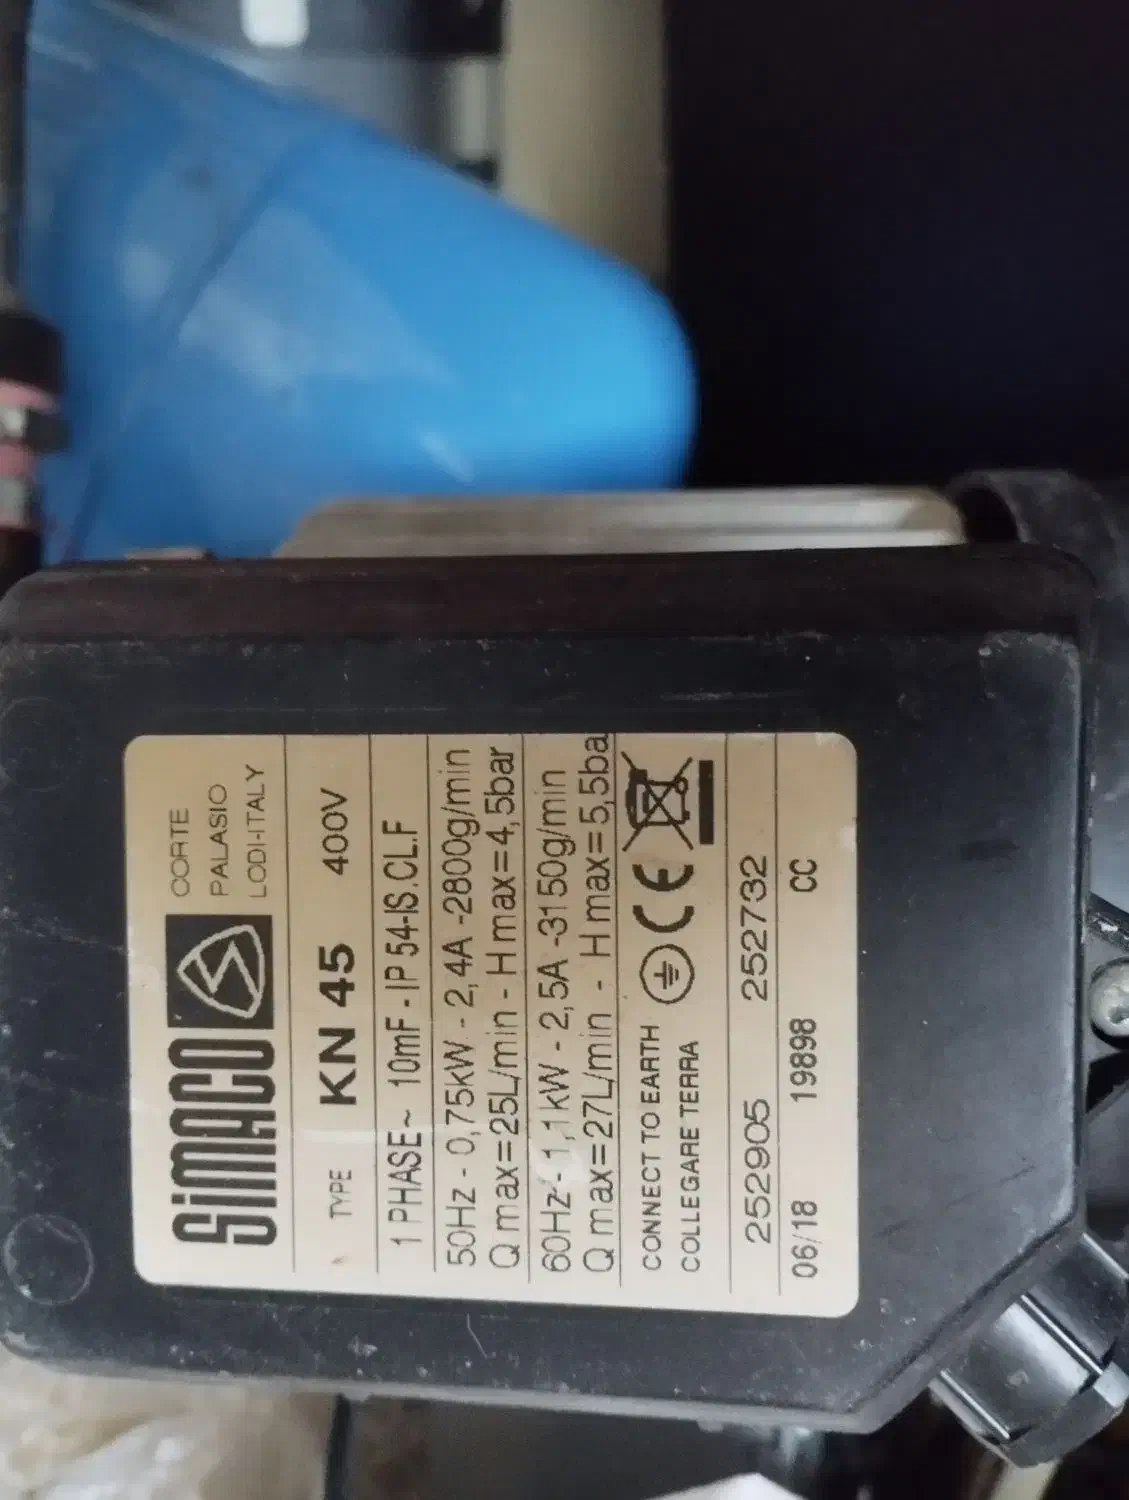 SIMACO CORTE
PALASIO
LODI-ITALY
TYPE KN 45 400V
1 PHASE~ 10mF - IP 54-IS.CL.F
50Hz - 0,75kW - 2,4A -2800g/min
Q max=25L/min - H max=4,5bar
60Hz - 1,1kW - 2,5A -3150g/min
Q max=27L/min - H max=5,5ba
CONNECT TO EARTH
COLLEGARE TERRA
CE
252905 252732
06/18 19898 CC